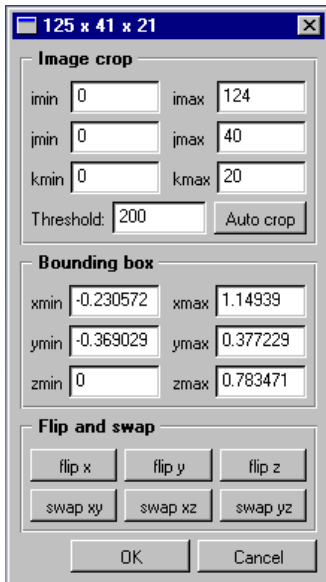 125 x 41 x 21
Image crop
imin 0 imax 124
jmin 0 jmax 40
kmin 0 kmax 20
Threshold: 200 Auto crop
Bounding box
xmin -0.230572 xmax 1.14939
ymin -0.369029 ymax 0.377229
zmin 0 zmax 0.783471
Flip and swap
flip x flip y flip z
swap xy swap xz swap yz
OK Cancel